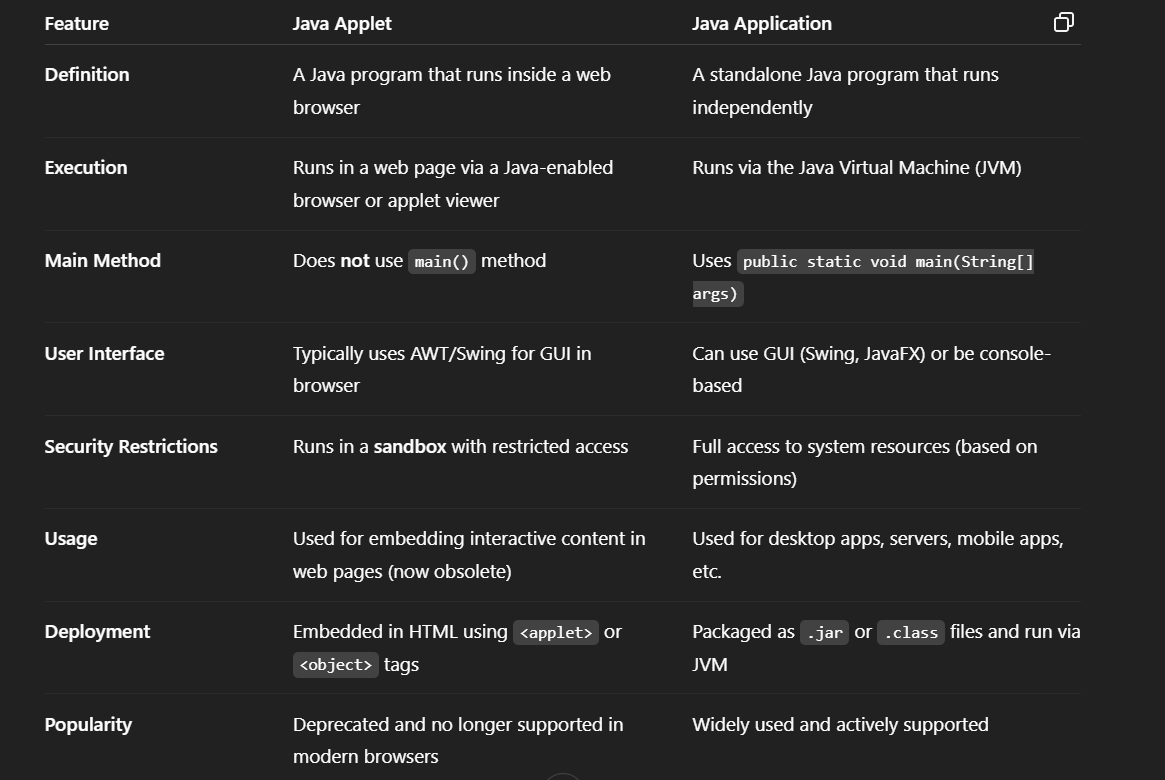 Feature Java Applet Java Application
Definition A Java program that runs inside a web A standalone Java program that runs
browser independently
Execution Runs in a web page via a Java-enabled Runs via the Java Virtual Machine (JVM)
browser or applet viewer
Main Method Does not use main() method Uses public static void main(String[]
args)
User Interface Typically uses AWT/Swing for GUI in Can use GUI (Swing, JavaFX) or be console-
browser based
Security Restrictions Runs in a sandbox with restricted access Full access to system resources (based on
permissions)
Usage Used for embedding interactive content in Used for desktop apps, servers, mobile apps,
web pages (now obsolete) etc.
Deployment Embedded in HTML using <applet> or Packaged as .jar or .class files and run via
<object> tags JVM
Popularity Deprecated and no longer supported in Widely used and actively supported
modern browsers